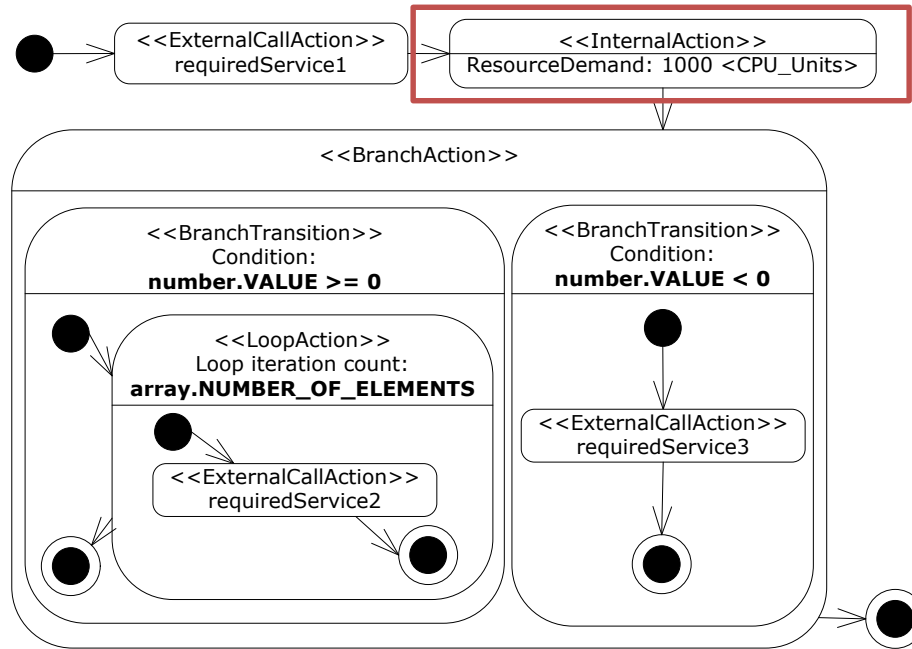 <<ExternalCallAction>>
requiredService1
<<InternalAction>>
ResourceDemand: 1000 <CPU_Units>
<<BranchAction>>
<<BranchTransition>>
Condition:
number.VALUE >= 0
<<LoopAction>>
Loop iteration count:
array.NUMBER_OF_ELEMENTS
<<ExternalCallAction>>
requiredService2
<<BranchTransition>>
Condition:
number.VALUE < 0
<<ExternalCallAction>>
requiredService3